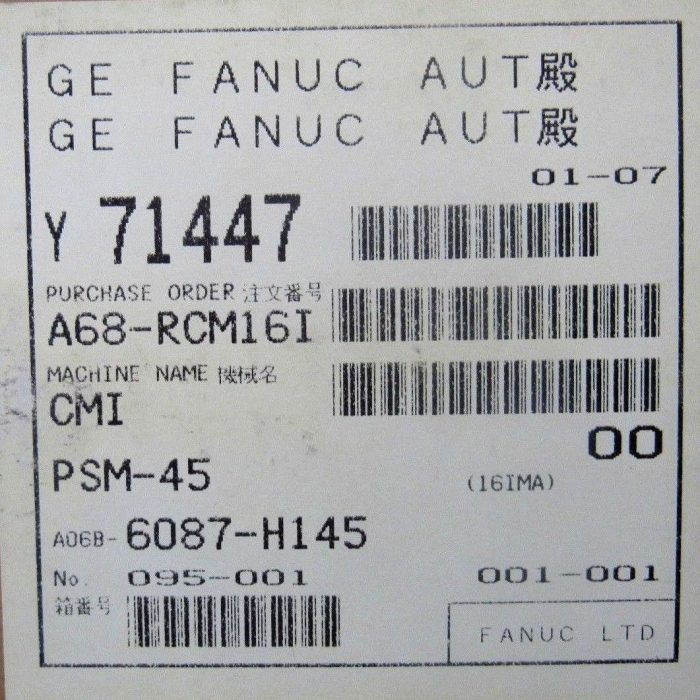 GE FANUC AUT殿
GE FANUC AUT殿
01-07
Y 71447
PURCHASE ORDER 注文番号
A68-RCM16I
MACHINE NAME 機械名
CMI
00
PSM-45 (16IMA)
A06B- 6087-H145
No. 095-001 001-001
箱番号
FANUC LTD